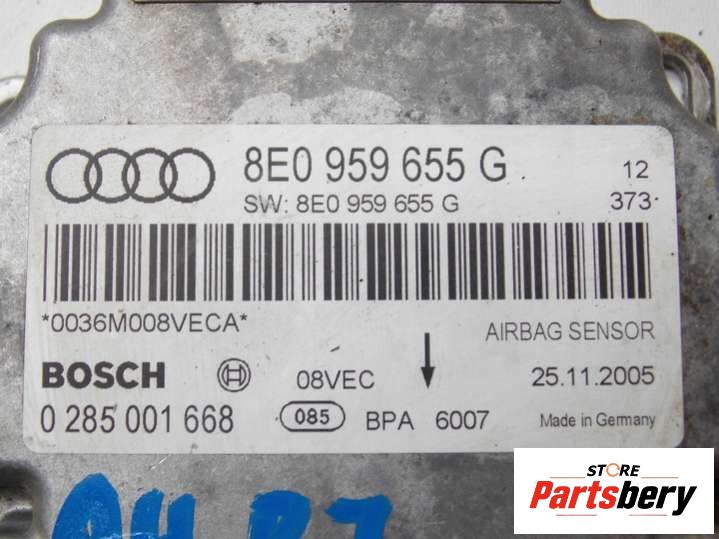 8E0 959 655 G 12
SW: 8E0 959 655 G 373
*0036M008VECA*
AIRBAG SENSOR
BOSCH 08VEC 25.11.2005
0 285 001 668 085 BPA 6007 Made in Germany
STORE
Partsbery